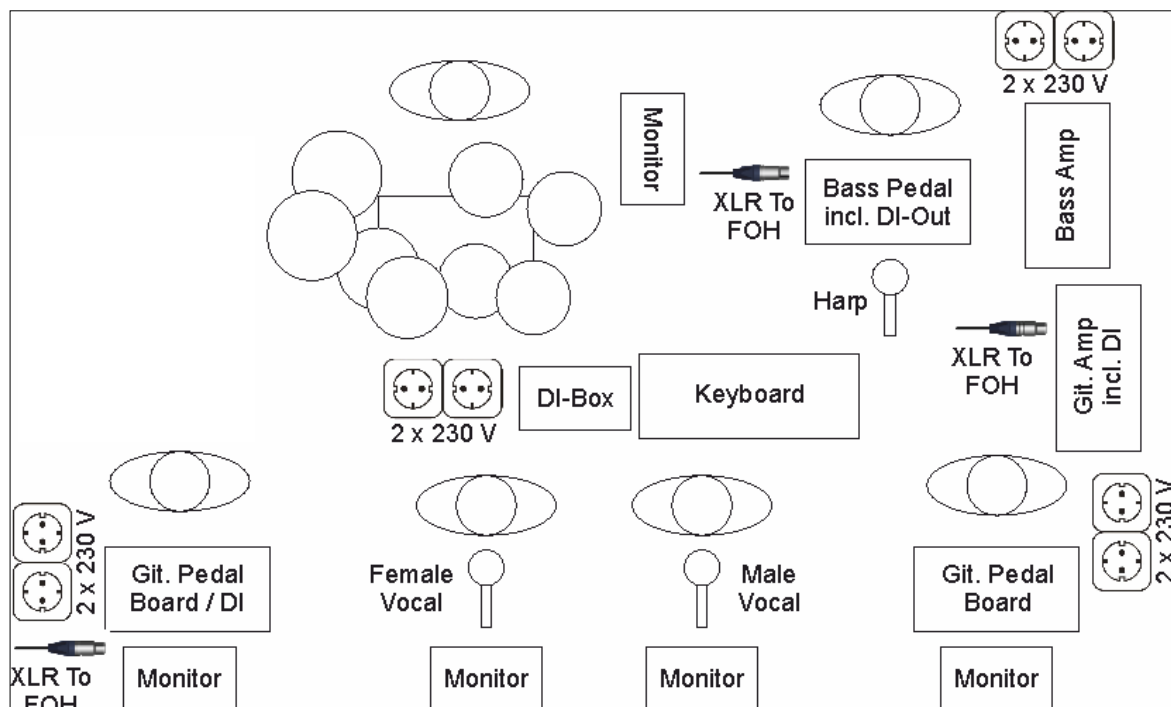 2 x 230 V
Monitor
Bass Amp
XLR To
FOH
Bass Pedal
incl. DI-Out
Harp
XLR To
FOH
Git. Amp
incl. DI
2 x 230 V
DI-Box
Keyboard
2 x 230 V
Git. Pedal
Board / DI
Female
Vocal
Male
Vocal
Git. Pedal
Board
2 x 230 V
XLR To
FOH
Monitor
Monitor
Monitor
Monitor